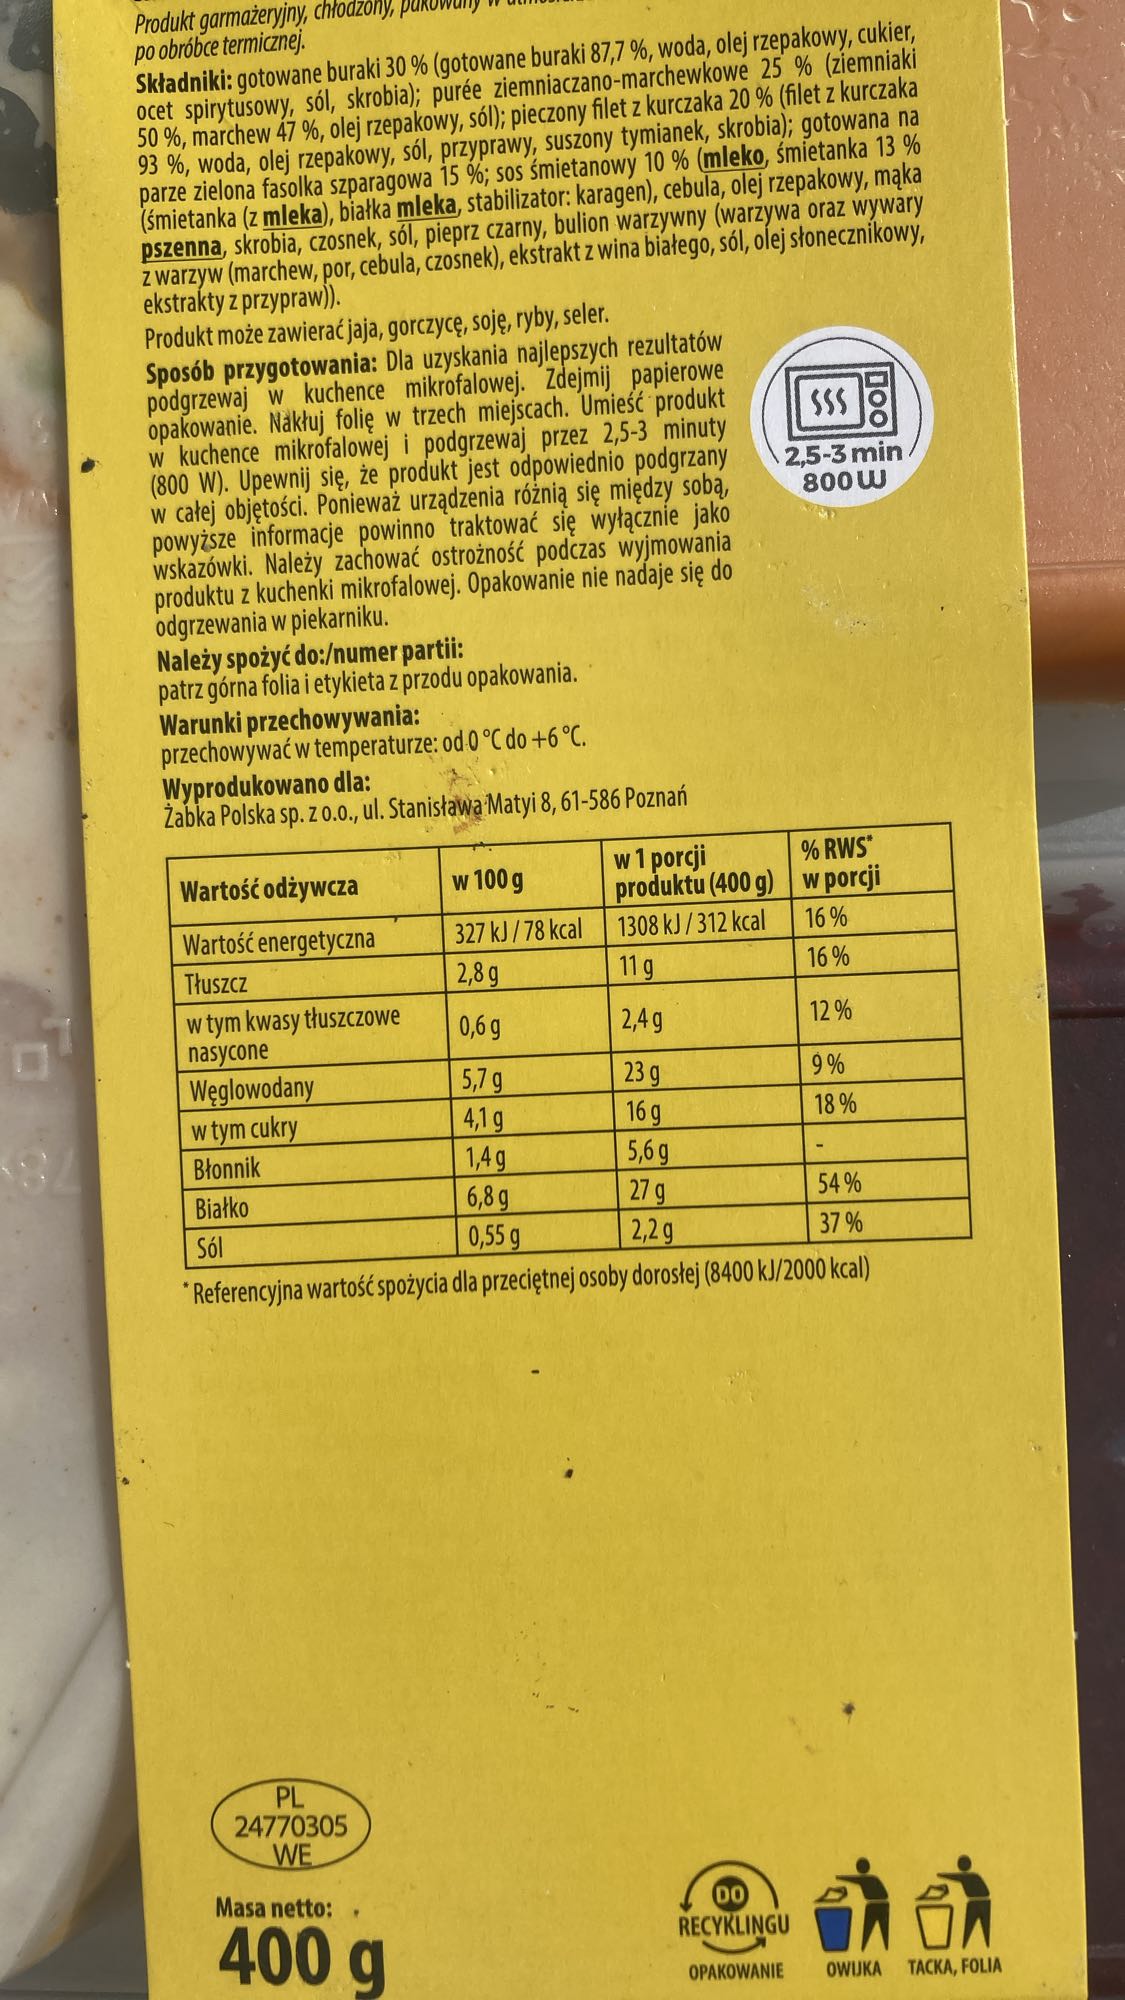 Produkt garmażeryjny, chłodzony, pakowany w
po obróbce termicznej.
Składniki: gotowane buraki 30 % (gotowane buraki 87,7 %, woda, olej rzepakowy, cukier,
ocet spirytusowy, sól, skrobia); purée ziemniaczano-marchewkowe 25 % (ziemniaki
50 %, marchew 47 %, olej rzepakowy, sól); pieczony filet z kurczaka 20 % (filet z kurczaka
93 %, woda, olej rzepakowy, sól, przyprawy, suszony tymianek, skrobia); gotowana na
parze zielona fasolka szparagowa 15 %; sos śmietanowy 10 % (mleko, śmietanka 13 %
(śmietanka (z mleka), białka mleka, stabilizator: karagen), cebula, olej rzepakowy, mąka
pszenna, skrobia, czosnek, sól, pieprz czarny, bulion warzywny (warzywa oraz wywary
z warzyw (marchew, por, cebula, czosnek), ekstrakt z wina białego, sól, olej słonecznikowy,
ekstrakty z przypraw)).
Produkt może zawierać jaja, gorczycę, soję, ryby, seler.
Sposób przygotowania: Dla uzyskania najlepszych rezultatów
podgrzewaj w kuchence mikrofalowej. Zdejmij papierowe
opakowanie. Nakłuj folię w trzech miejscach. Umieść produkt
w kuchence mikrofalowej i podgrzewaj przez 2,5-3 minuty
(800 W). Upewnij się, że produkt jest odpowiednio podgrzany
w całej objętości. Ponieważ urządzenia różnią się między sobą,
powyższe informacje powinno traktować się wyłącznie jako
wskazówki. Należy zachować ostrożność podczas wyjmowania
produktu z kuchenki mikrofalowej. Opakowanie nie nadaje się do
odgrzewania w piekarniku.
2,5-3 min
800 W
Należy spożyć do:/numer partii:
patrz górna folia i etykieta z przodu opakowania.
Warunki przechowywania:
przechowywać w temperaturze: od 0 °C do +6 °C.
Wyprodukowano dla:
Żabka Polska sp. z o.o., ul. Stanisława Matyi 8, 61-586 Poznań
Wartość odżywcza w 100 g w 1 porcji produktu (400 g) % RWS* w porcji
Wartość energetyczna 327 kJ / 78 kcal 1308 kJ / 312 kcal 16 %
Tłuszcz 2,8 g 11 g 16 %
w tym kwasy tłuszczowe nasycone 0,6 g 2,4 g 12 %
Węglowodany 5,7 g 23 g 9 %
w tym cukry 4,1 g 16 g 18 %
Błonnik 1,4 g 5,6 g -
Białko 6,8 g 27 g 54 %
Sól 0,55 g 2,2 g 37 %
* Referencyjna wartość spożycia dla przeciętnej osoby dorosłej (8400 kJ/2000 kcal)
PL
24770305
WE
Masa netto:
400 g
DO
RECYKLINGU
OPAKOWANIE
OWIJKA
TACKA, FOLIA